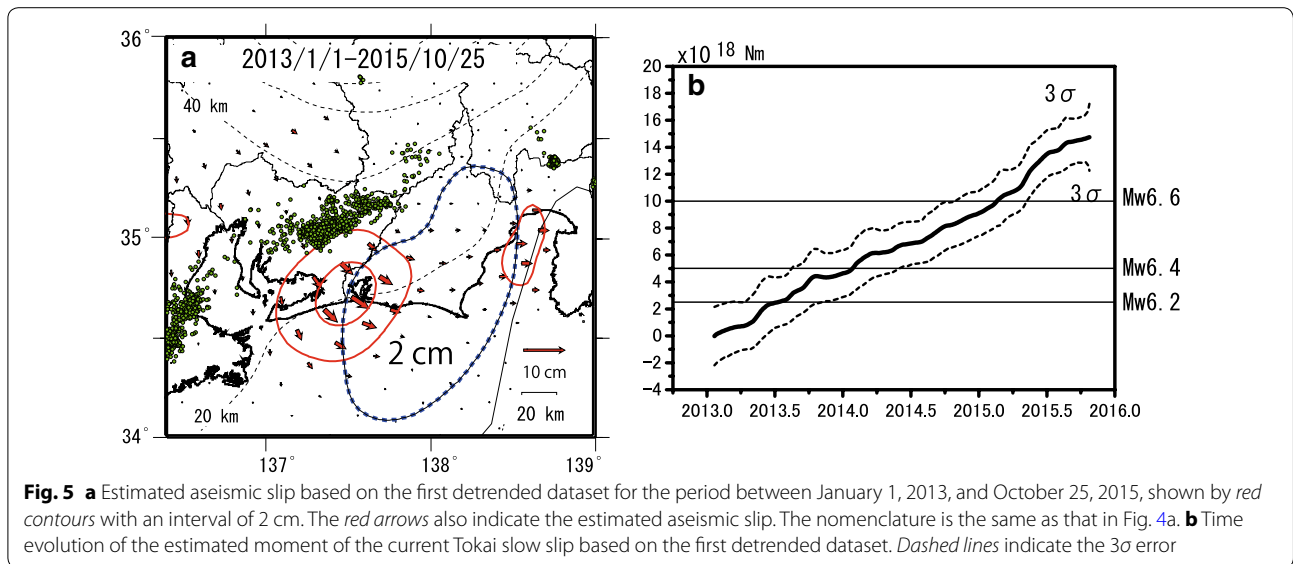 a 2013/1/1-2015/10/25
36°
35°
34°
137°
138°
139°
40 km
20 km
2 cm
10 cm
20 km
x10 18 Nm
b
20
18
16
14
12
10
8
6
4
2
0
-2
-4
3σ
3σ
Mw6.6
Mw6.4
Mw6.2
2013.0 2013.5 2014.0 2014.5 2015.0 2015.5 2016.0
Fig. 5 a Estimated aseismic slip based on the first detrended dataset for the period between January 1, 2013, and October 25, 2015, shown by red
contours with an interval of 2 cm. The red arrows also indicate the estimated aseismic slip. The nomenclature is the same as that in Fig. 4a. b Time
evolution of the estimated moment of the current Tokai slow slip based on the first detrended dataset. Dashed lines indicate the 3σ error